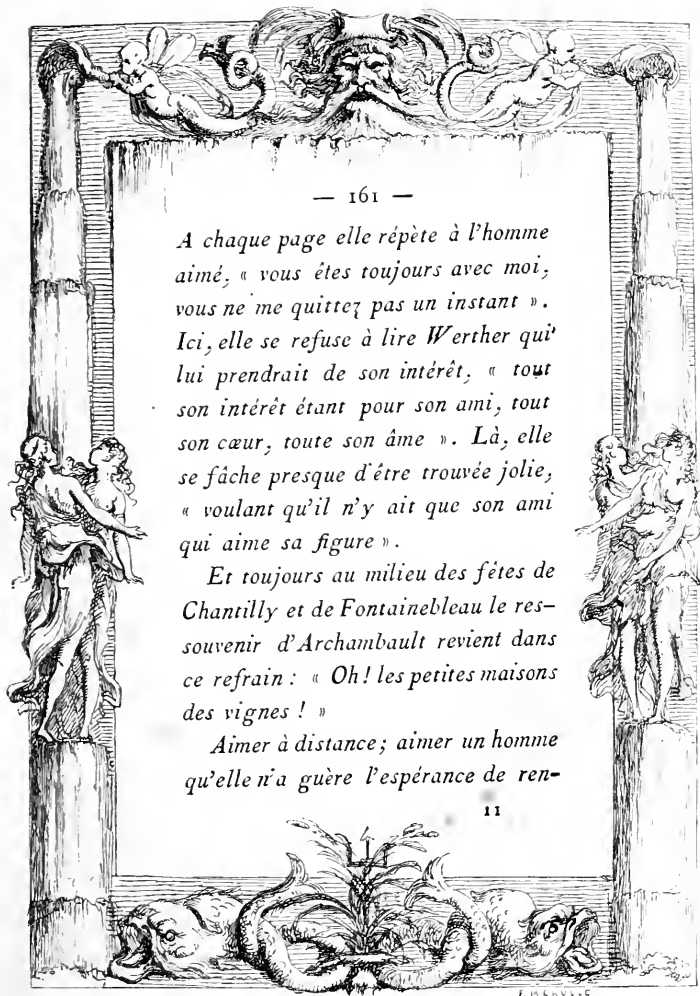 — 161 —
A chaque page elle répète à l'homme
aimé, « vous êtes toujours avec moi,
vous ne me quittez pas un instant ».
Ici, elle se refuse à lire Werther qui
lui prendrait de son intérêt, « tout
son intérêt étant pour son ami, tout
son cœur, toute son âme ». Là, elle
se fâche presque d'être trouvée jolie,
« voulant qu'il n'y ait que son ami
qui aime sa figure ».
Et toujours au milieu des fêtes de
Chantilly et de Fontainebleau le res-
souvenir d'Archambault revient dans
ce refrain : « Oh! les petites maisons
des vignes ! »
Aimer à distance; aimer un homme
qu'elle n'a guère l'espérance de ren-
11